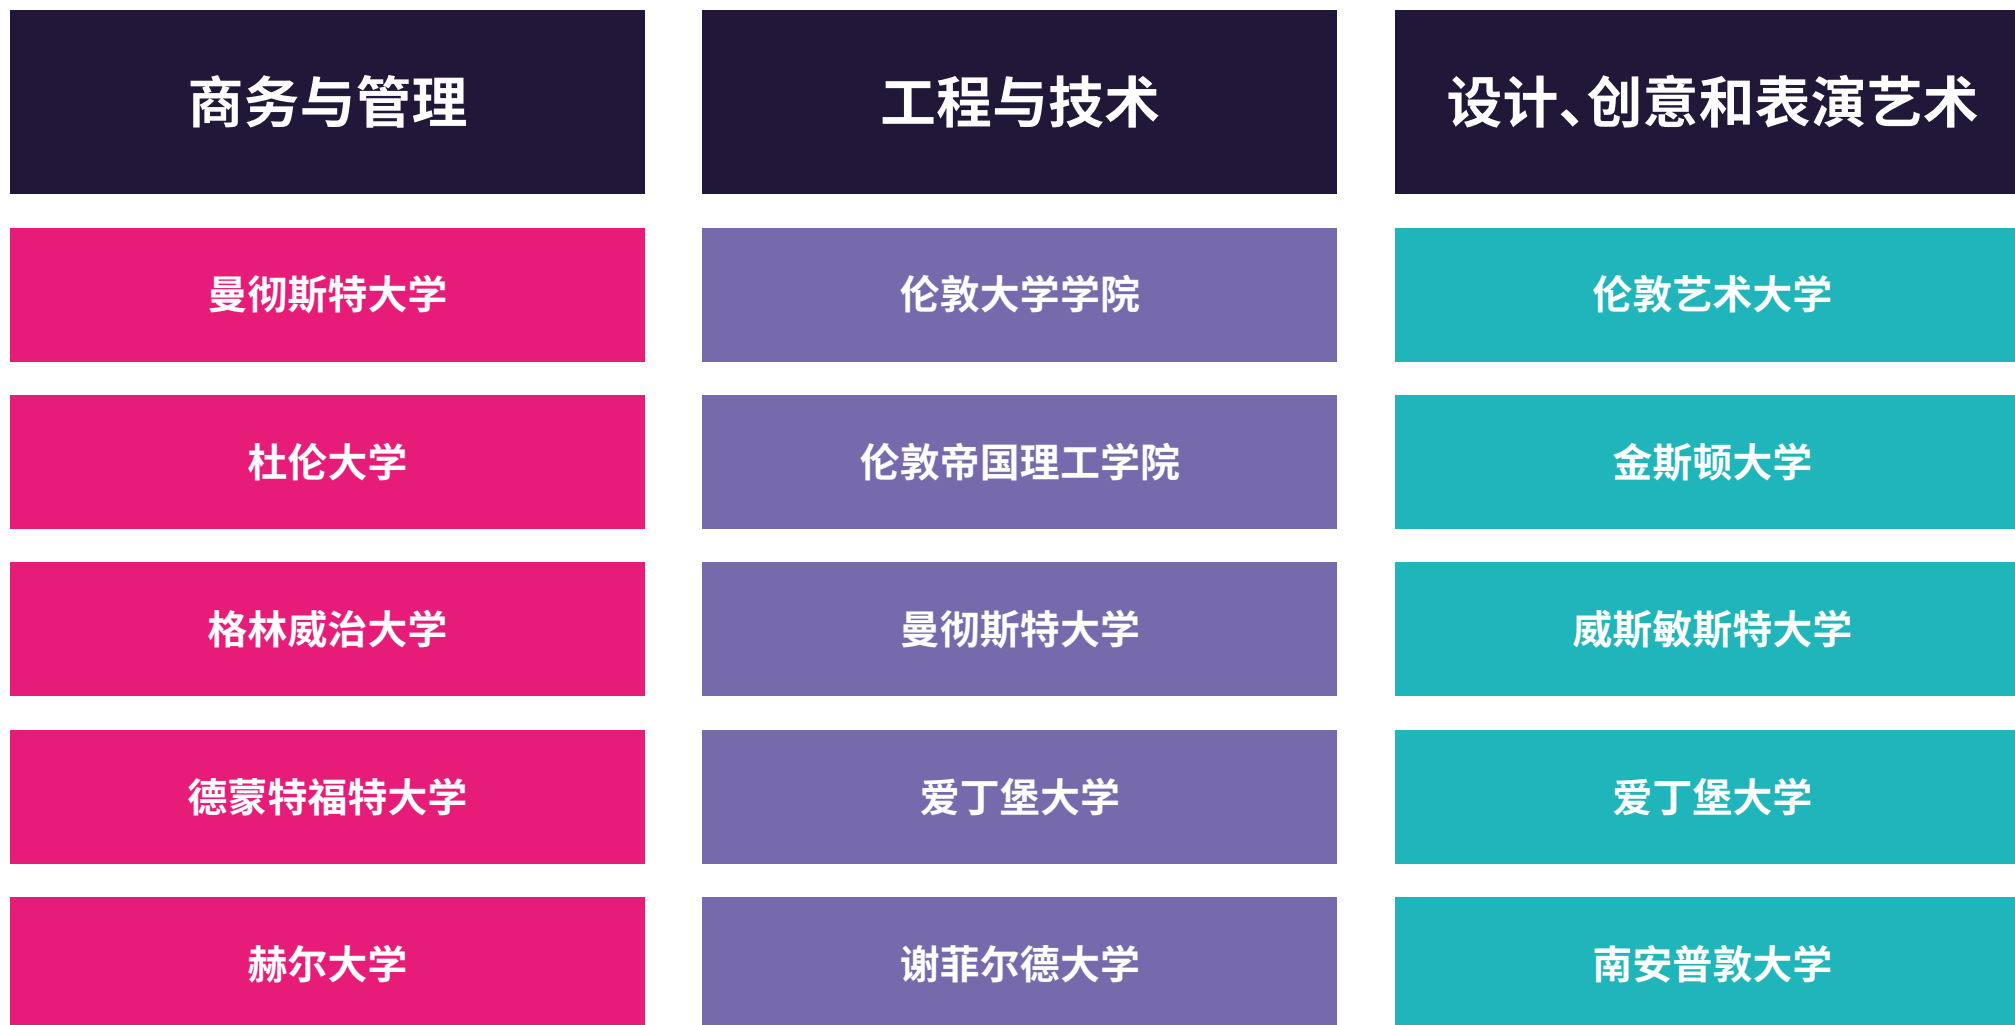 商务与管理
曼彻斯特大学
杜伦大学
格林威治大学
德蒙特福特大学
赫尔大学
工程与技术
伦敦大学学院
伦敦帝国理工学院
曼彻斯特大学
爱丁堡大学
谢菲尔德大学
设计、创意和表演艺术
伦敦艺术大学
金斯顿大学
威斯敏斯特大学
爱丁堡大学
南安普敦大学